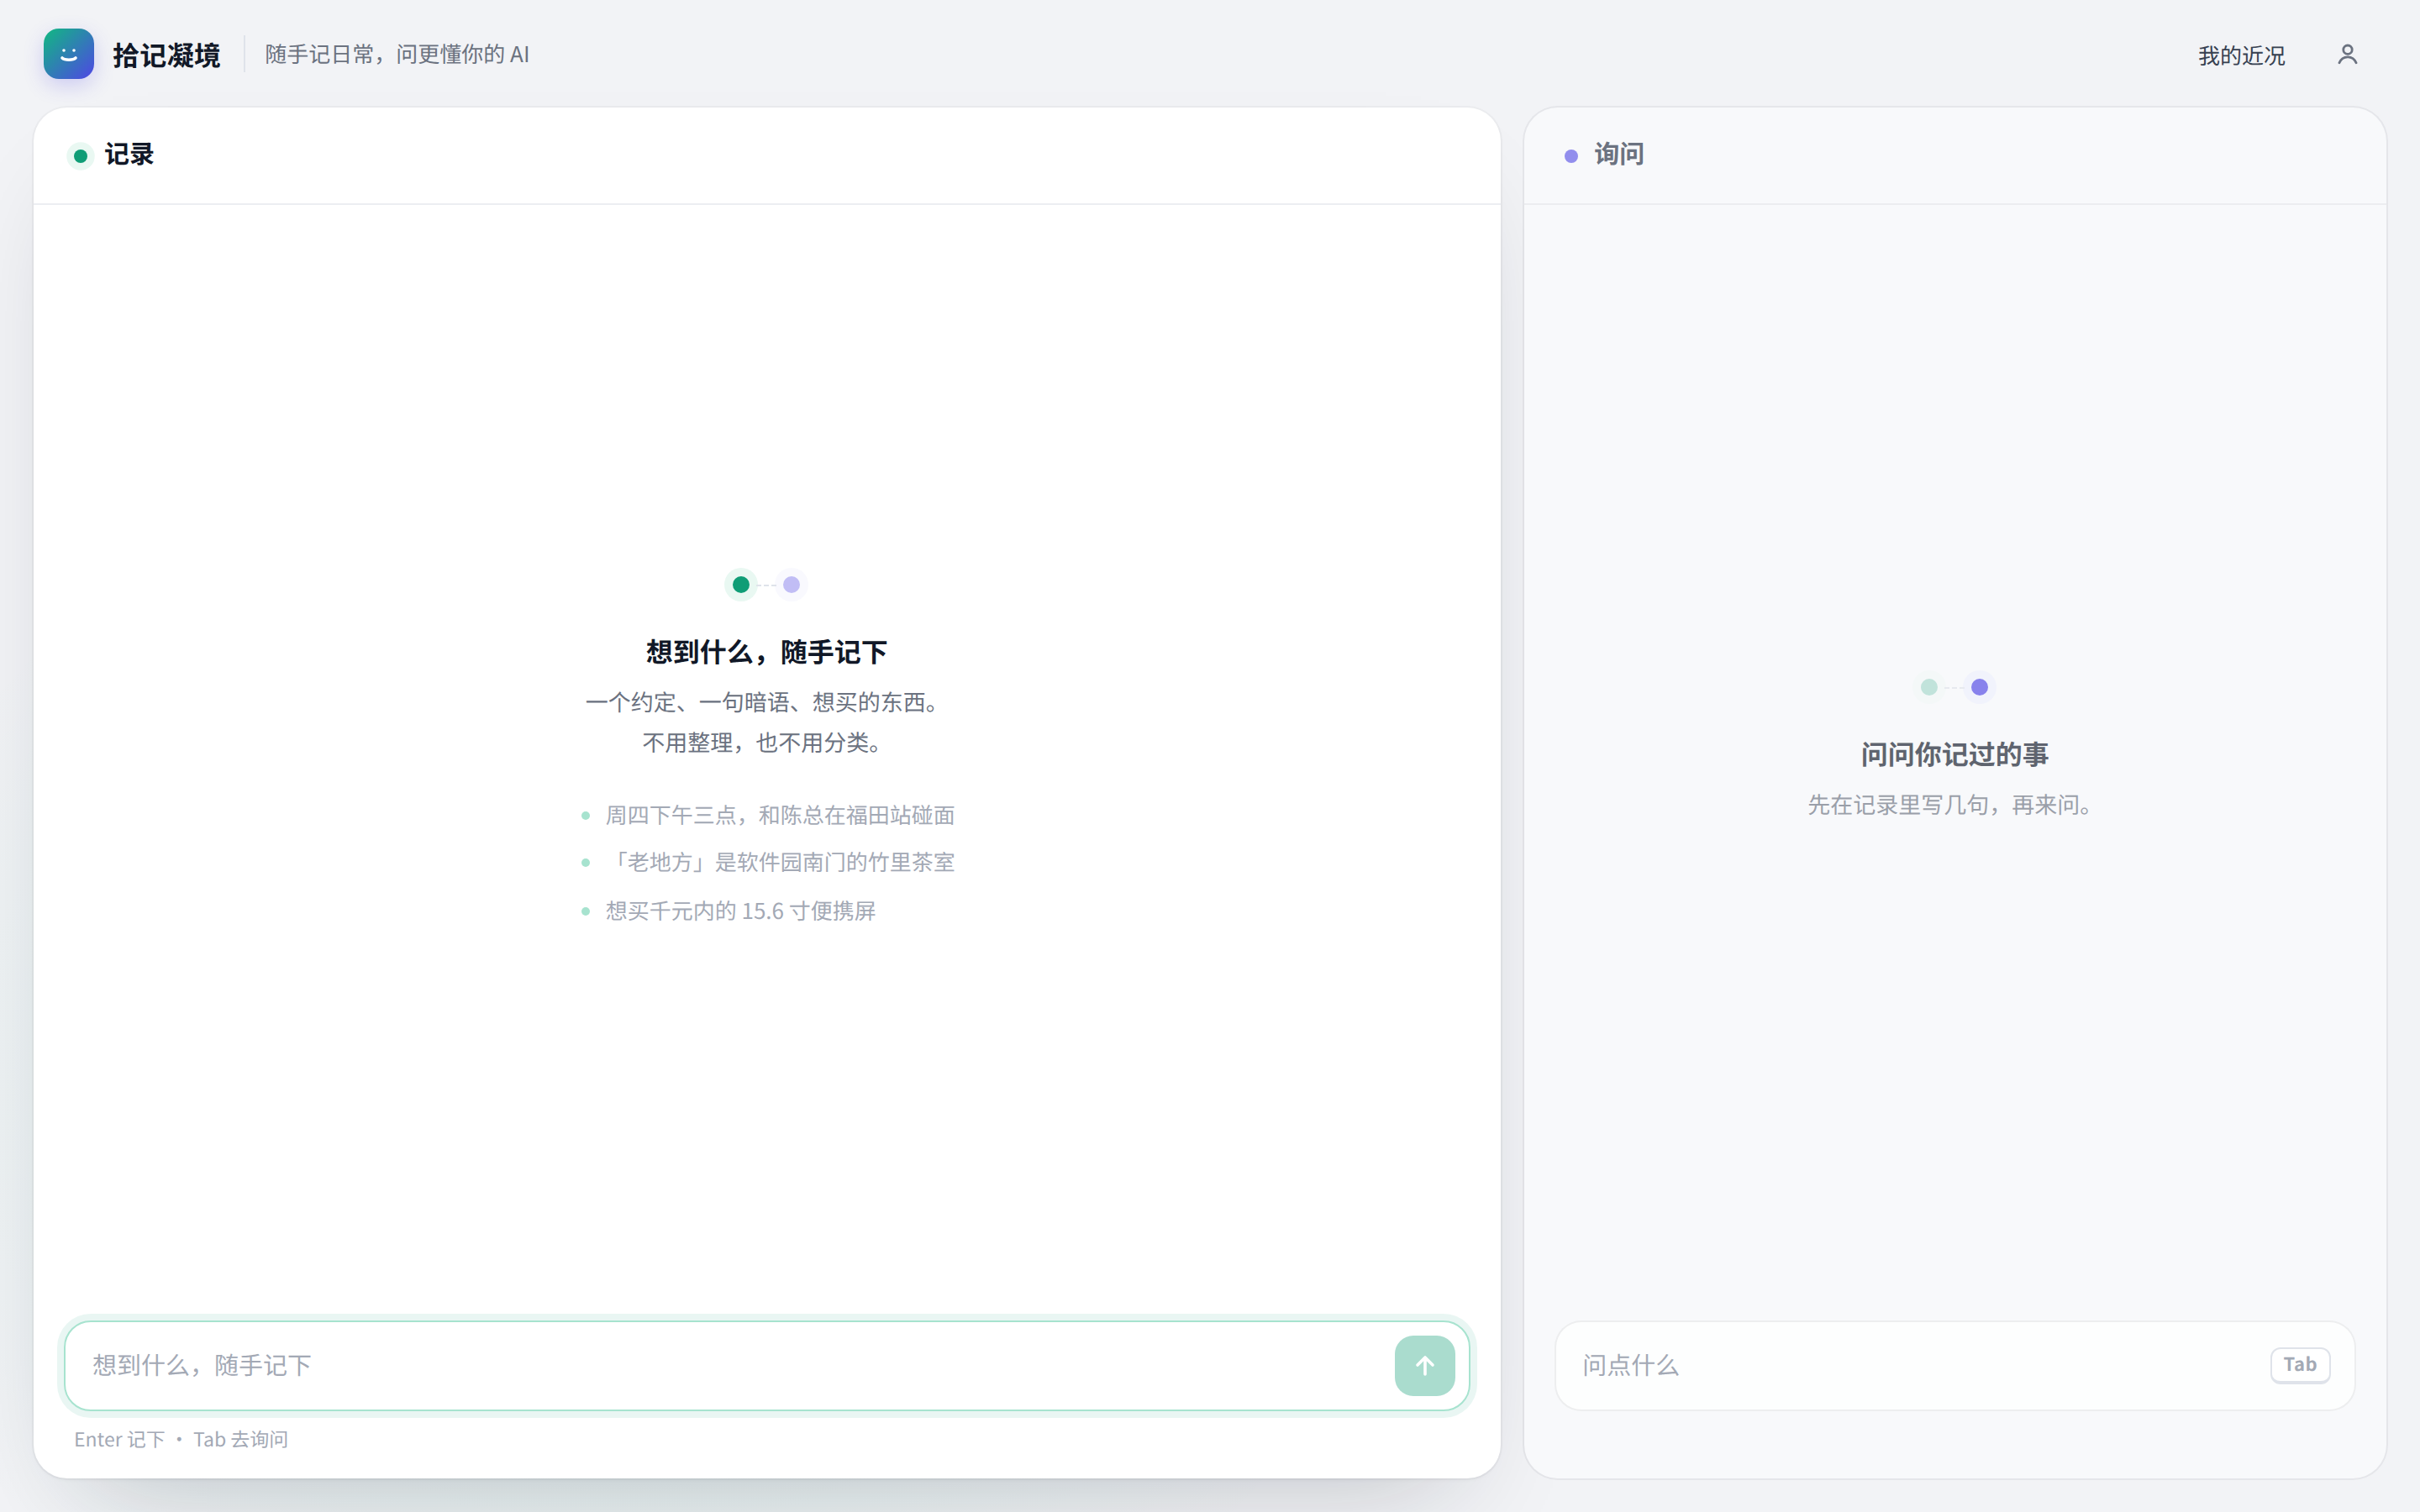 拾记凝境
随手记日常，问更懂你的 AI
我的近况
记录
想到什么，随手记下
一个约定、一句暗语、想买的东西。
不用整理，也不用分类。
周四下午三点，和陈总在福田站碰面
「老地方」是软件园南门的竹里茶室
想买千元内的 15.6 寸便携屏
想到什么，随手记下
Enter 记下 · Tab 去询问
询问
问问你记过的事
先在记录里写几句，再来问。
问点什么
Tab